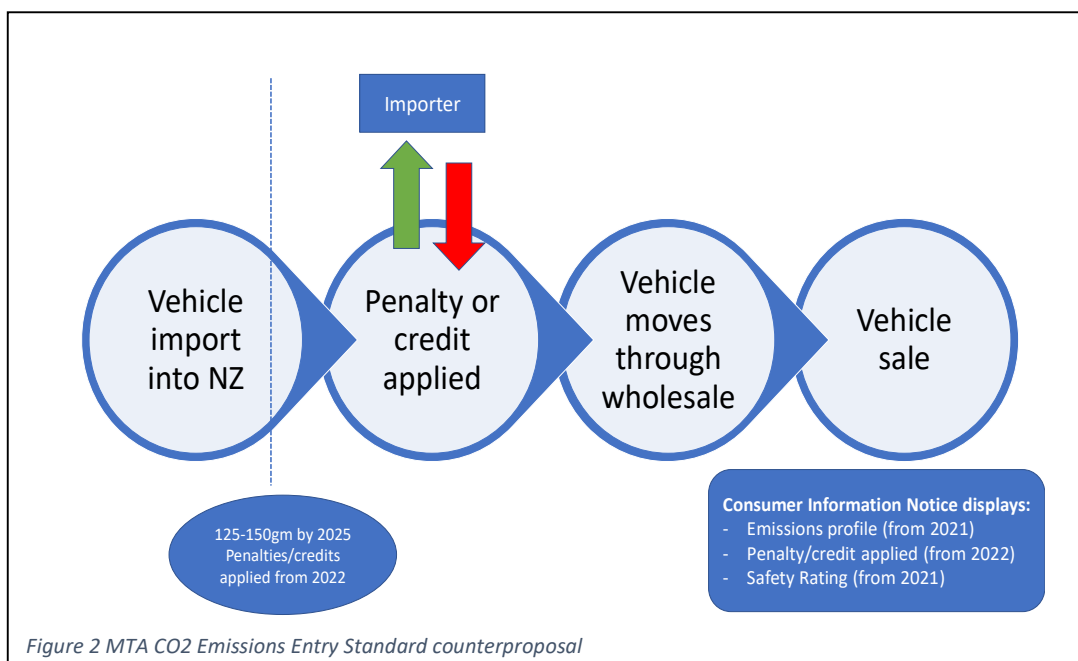 Importer
Vehicle
import
into NZ
Penalty or
credit
applied
Vehicle
moves
through
wholesale
Vehicle
sale
125-150gm by 2025
Penalties/credits
applied from 2022
Consumer Information Notice displays:
- Emissions profile (from 2021)
- Penalty/credit applied (from 2022)
- Safety Rating (from 2021)
Figure 2 MTA CO2 Emissions Entry Standard counterproposal